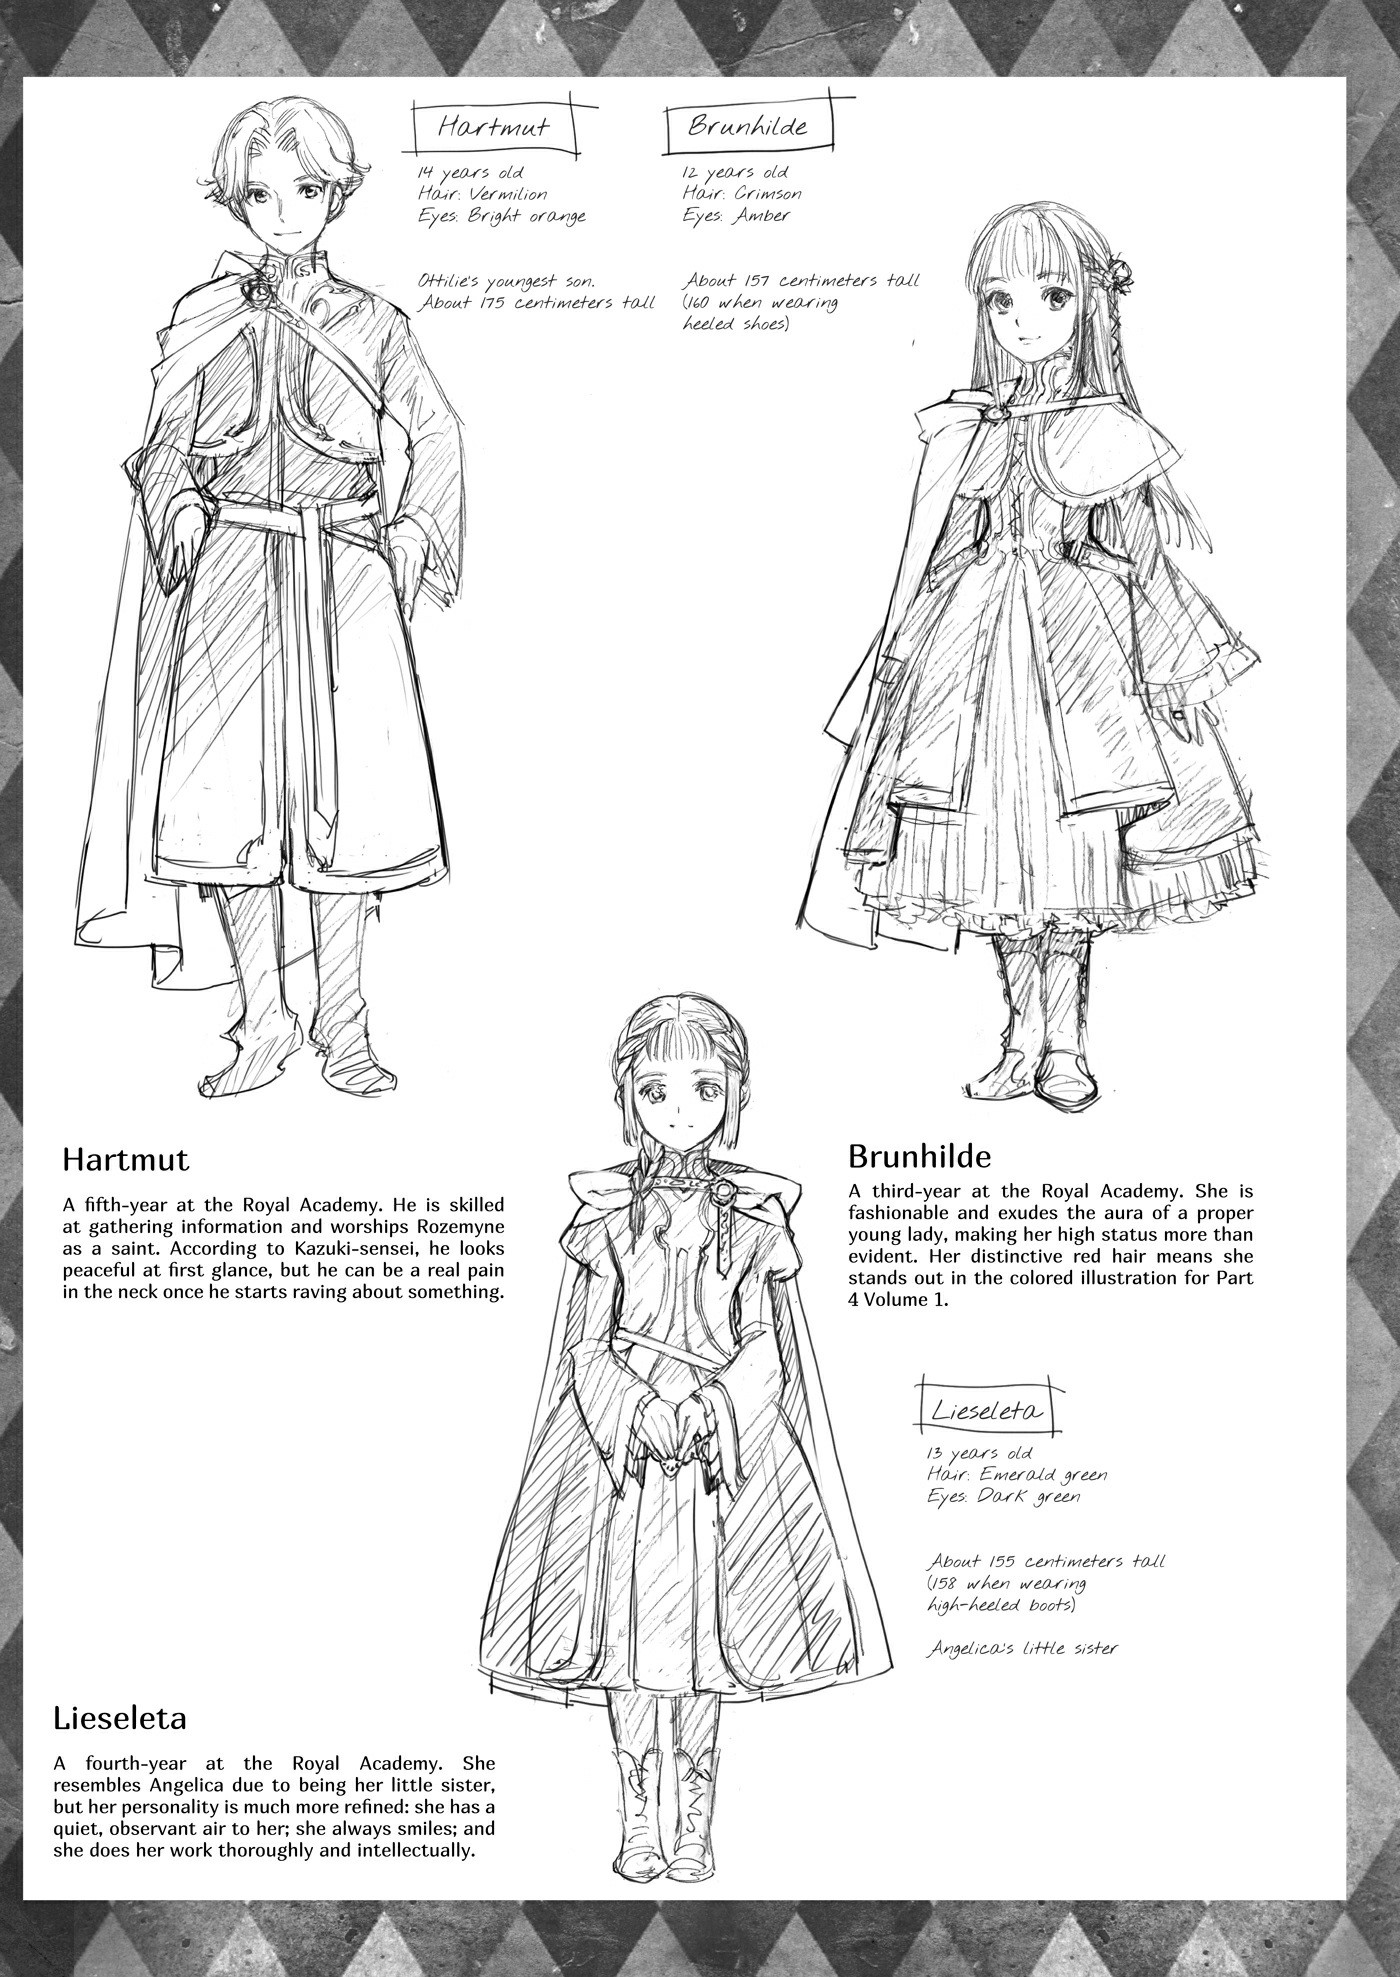 Hartmut
14 years old
Hair: Vermilion
Eyes: Bright orange
Ottilie's youngest son.
About 175 centimeters tall
Brunhilde
12 years old
Hair: Crimson
Eyes: Amber
About 157 centimeters tall
(160 when wearing
heeled shoes)
Hartmut
A fifth-year at the Royal Academy. He is skilled
at gathering information and worships Rozemyne
as a saint. According to Kazuki-sensei, he looks
peaceful at first glance, but he can be a real pain
in the neck once he starts raving about something.
Brunhilde
A third-year at the Royal Academy. She is
fashionable and exudes the aura of a proper
young lady, making her high status more than
evident. Her distinctive red hair means she
stands out in the colored illustration for Part
4 Volume 1.
Lieseleta
13 years old
Hair: Emerald green
Eyes: Dark green
About 155 centimeters tall
(158 when wearing
high-heeled boots)
Angelica's little sister
Lieseleta
A fourth-year at the Royal Academy. She
resembles Angelica due to being her little sister,
but her personality is much more refined: she has a
quiet, observant air to her; she always smiles; and
she does her work thoroughly and intellectually.